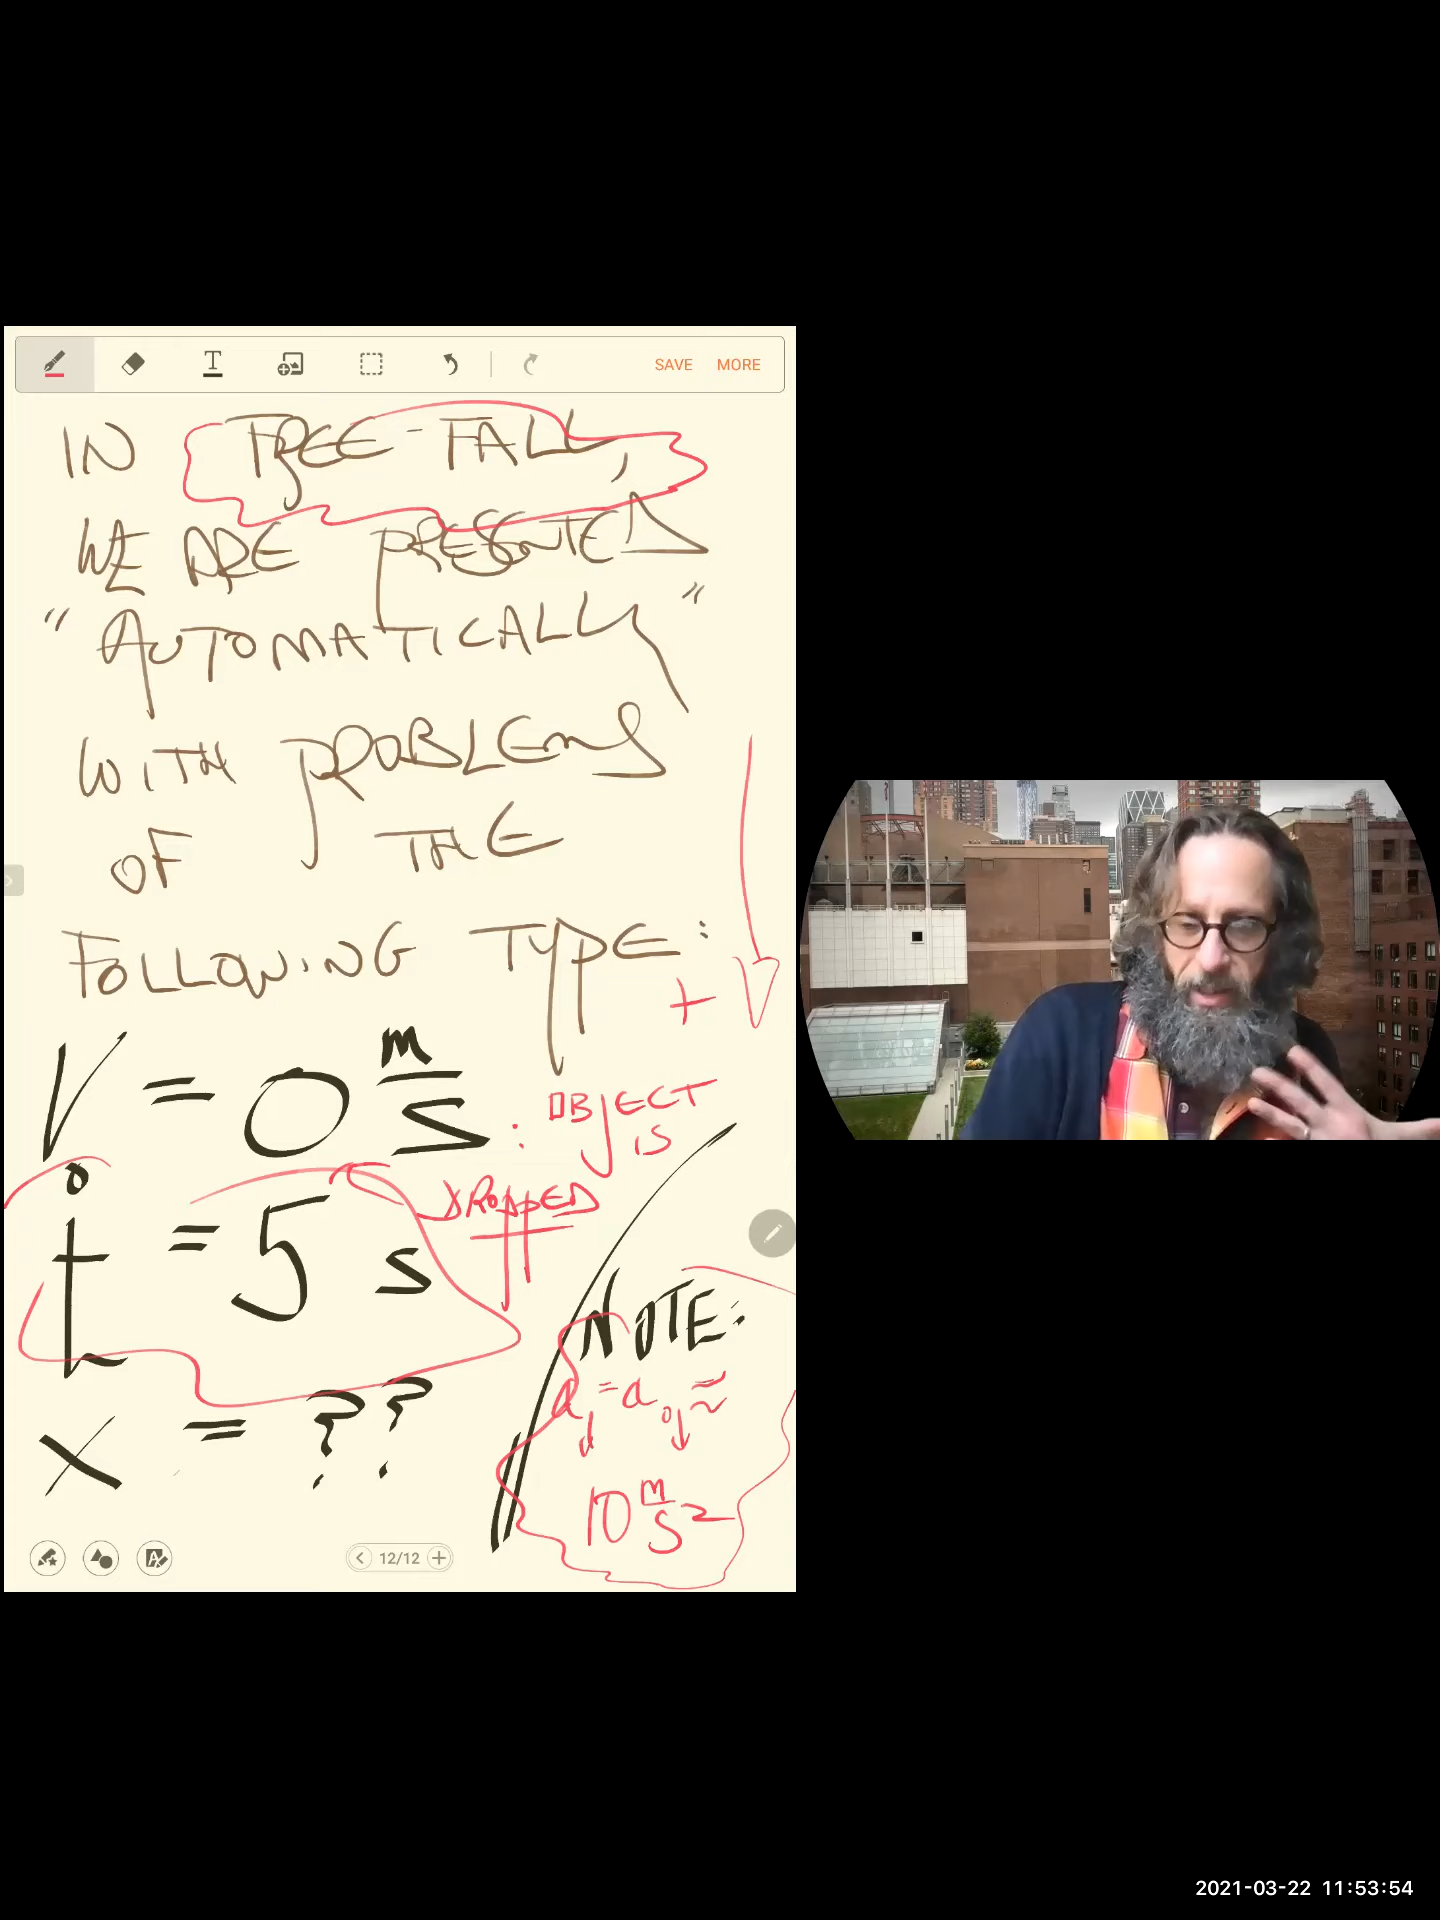 T
SAVE MORE
IN FREE-FALL,
WE ARE PRESENTED
"AUTOMATICALLY"
WITH PROBLEMS
OF THE
FOLLOWING TYPE:
+
V₀ = 0 m/s : OBJECT IS DROPPED
t = 5 s
x = ??
NOTE:
a↓ = a₀↓ ≈
10 m/s²
12/12
2021-03-22 11:53:54